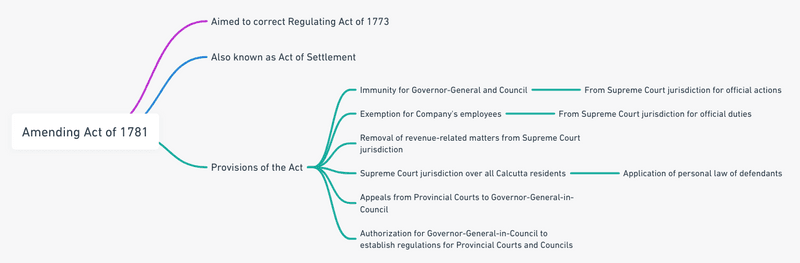 Amending Act of 1781
Aimed to correct Regulating Act of 1773
Also known as Act of Settlement
Provisions of the Act
Immunity for Governor-General and Council
From Supreme Court jurisdiction for official actions
Exemption for Company's employees
From Supreme Court jurisdiction for official duties
Removal of revenue-related matters from Supreme Court
jurisdiction
Supreme Court jurisdiction over all Calcutta residents
Application of personal law of defendants
Appeals from Provincial Courts to Governor-General-in-
Council
Authorization for Governor-General-in-Council to
establish regulations for Provincial Courts and Councils